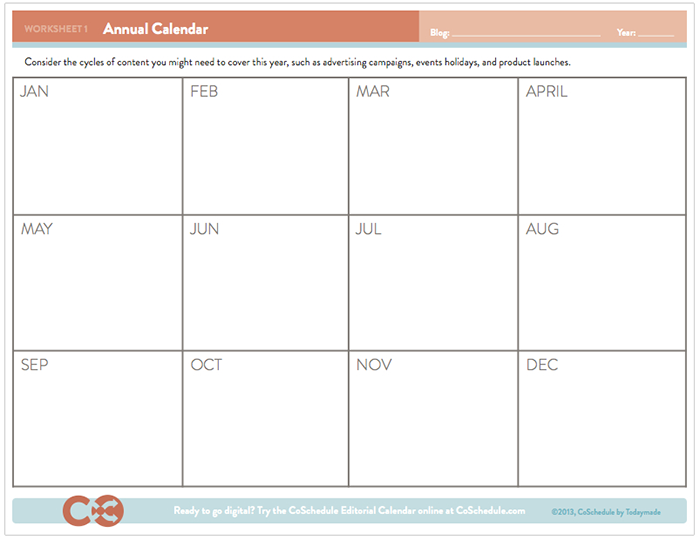 WORKSHEET 1 Annual Calendar Blog: Year:
Consider the cycles of content you might need to cover this year, such as advertising campaigns, events holidays, and product launches.
JAN FEB MAR APRIL
MAY JUN JUL AUG
SEP OCT NOV DEC
Ready to go digital? Try the CoSchedule Editorial Calendar online at CoSchedule.com ©2013, CoSchedule by Todaymade